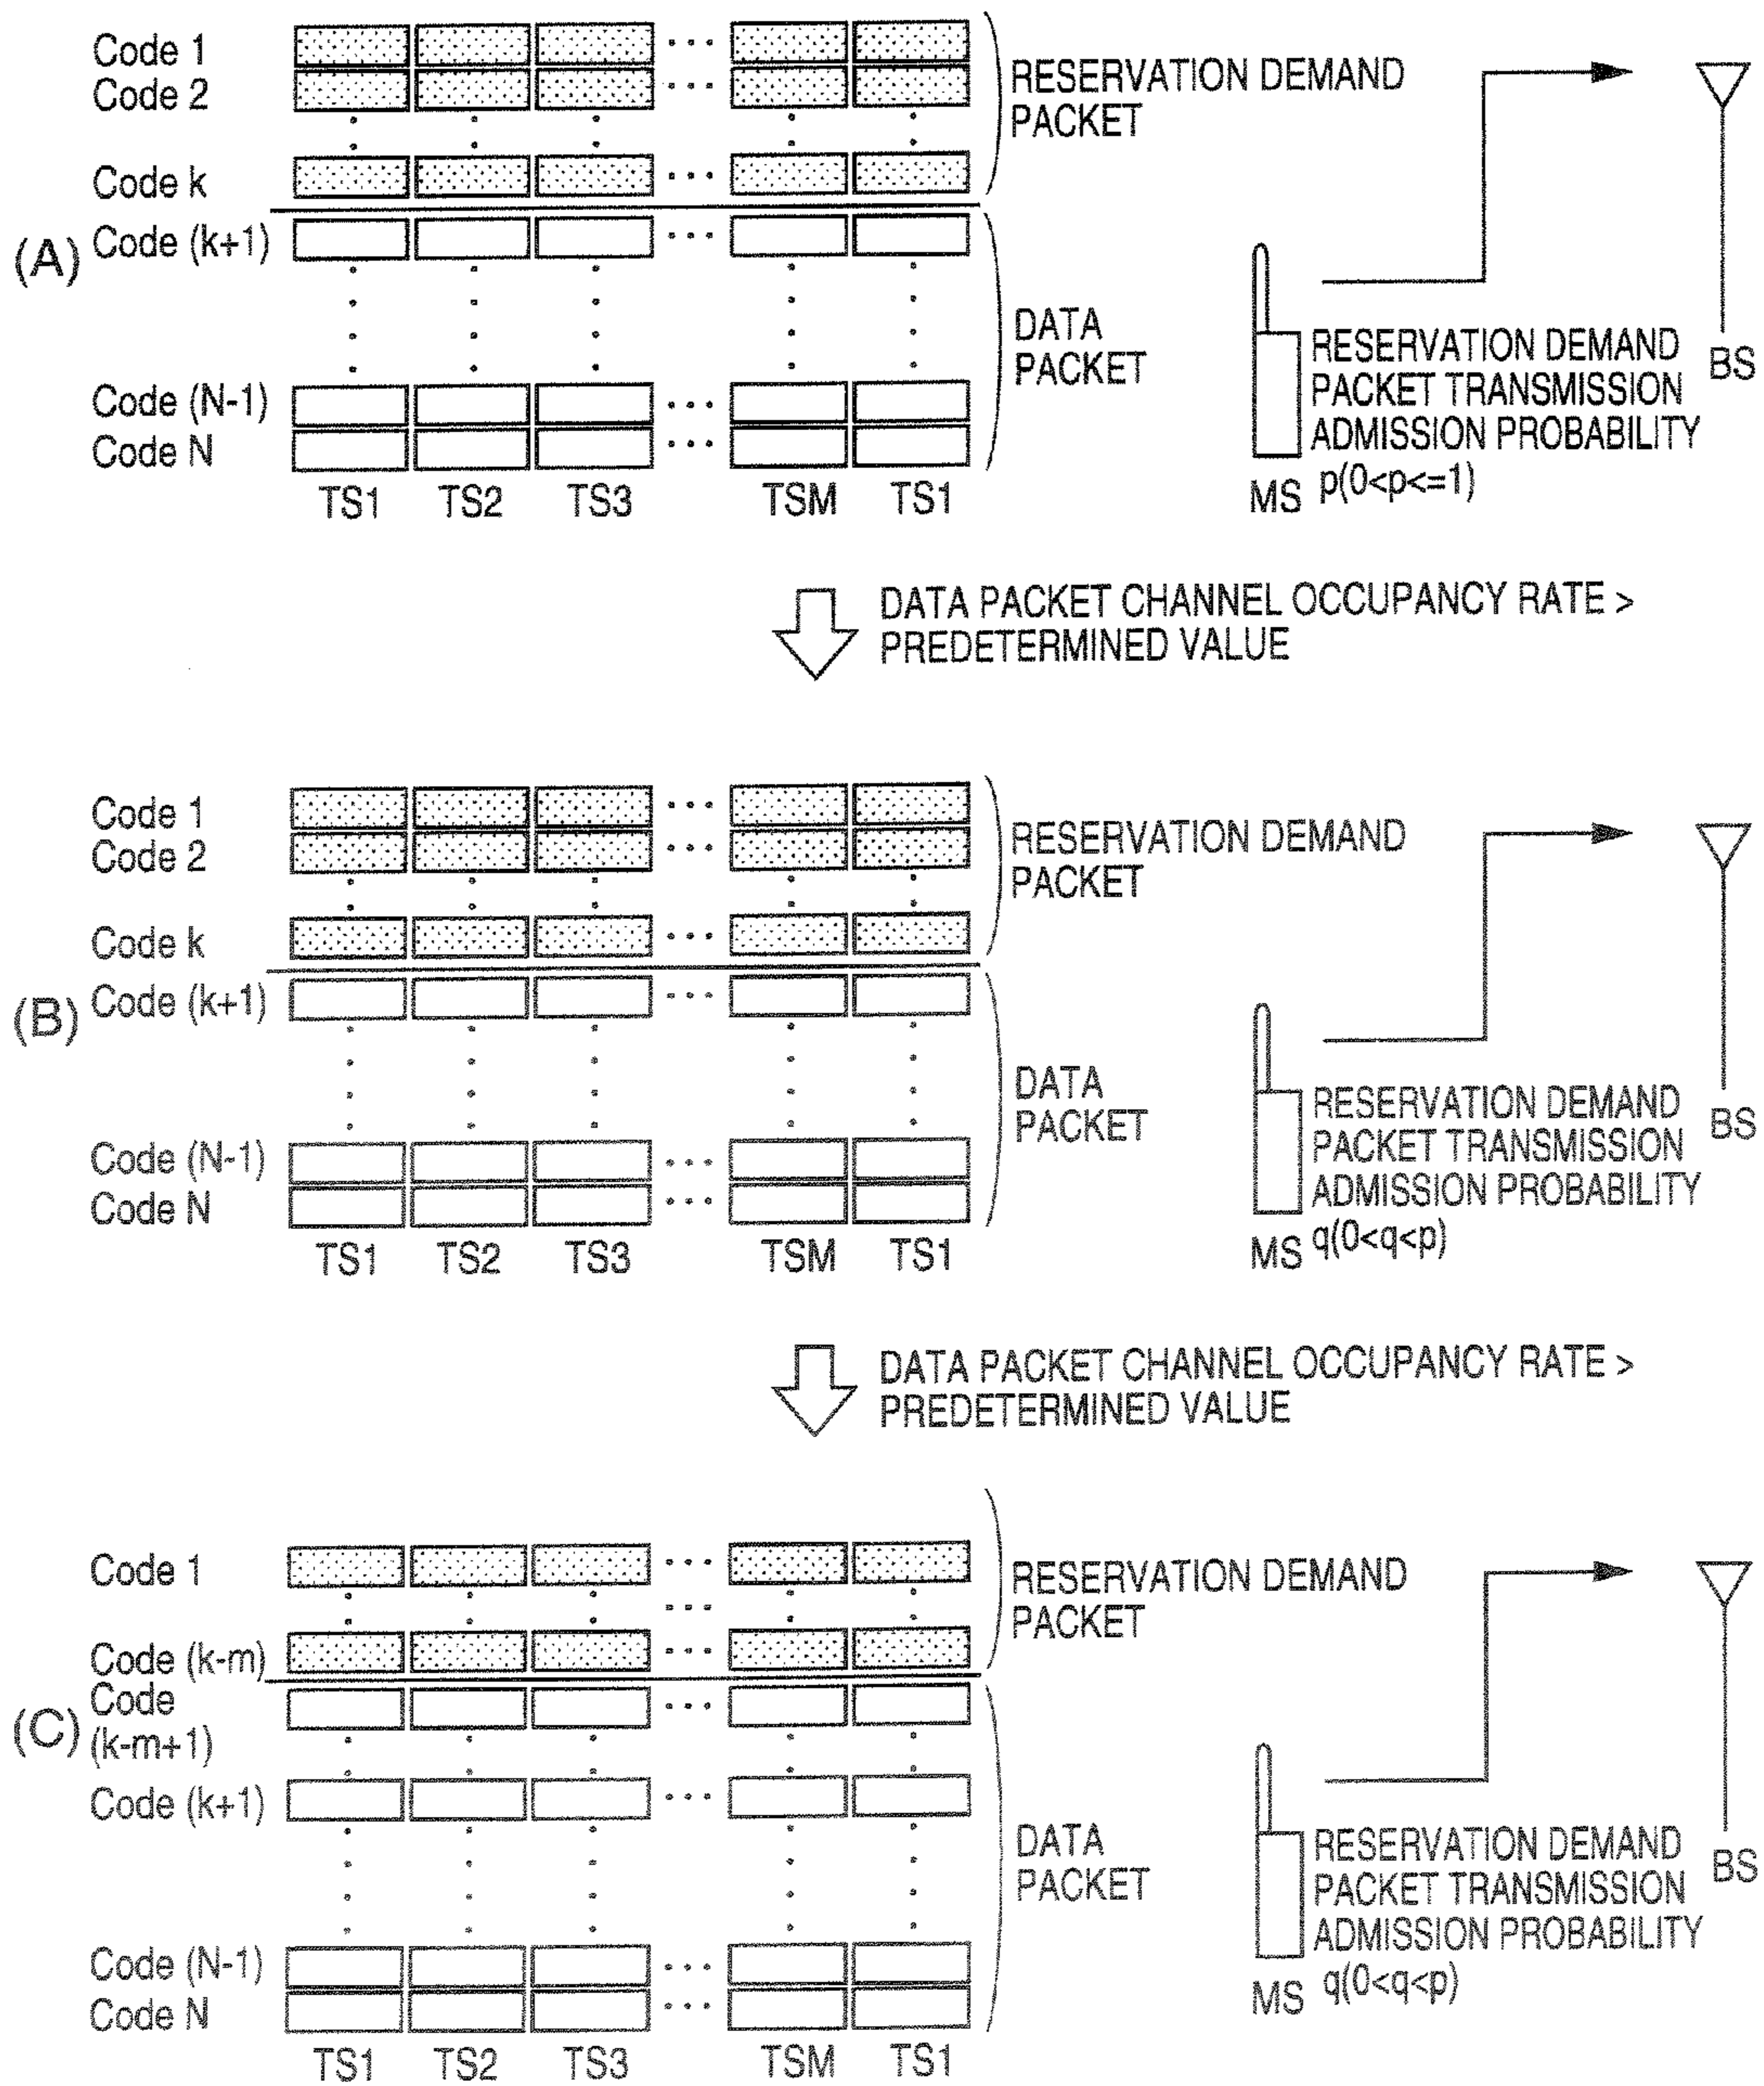 Code 1
Code 2
Code k
RESERVATION DEMAND
PACKET
(A)
Code (k+1)
Code (N-1)
Code N
DATA
PACKET
TS1 TS2 TS3 TSM TS1
RESERVATION DEMAND
PACKET TRANSMISSION
ADMISSION PROBABILITY
p(0<p<=1)
MS
BS
DATA PACKET CHANNEL OCCUPANCY RATE >
PREDETERMINED VALUE
Code 1
Code 2
Code k
RESERVATION DEMAND
PACKET
(B)
Code (k+1)
Code (N-1)
Code N
DATA
PACKET
TS1 TS2 TS3 TSM TS1
RESERVATION DEMAND
PACKET TRANSMISSION
ADMISSION PROBABILITY
q(0<q<p)
MS
BS
DATA PACKET CHANNEL OCCUPANCY RATE >
PREDETERMINED VALUE
Code 1
Code (k-m)
RESERVATION DEMAND
PACKET
(C)
Code
(k-m+1)
Code (k+1)
Code (N-1)
Code N
DATA
PACKET
TS1 TS2 TS3 TSM TS1
RESERVATION DEMAND
PACKET TRANSMISSION
ADMISSION PROBABILITY
q(0<q<p)
MS
BS